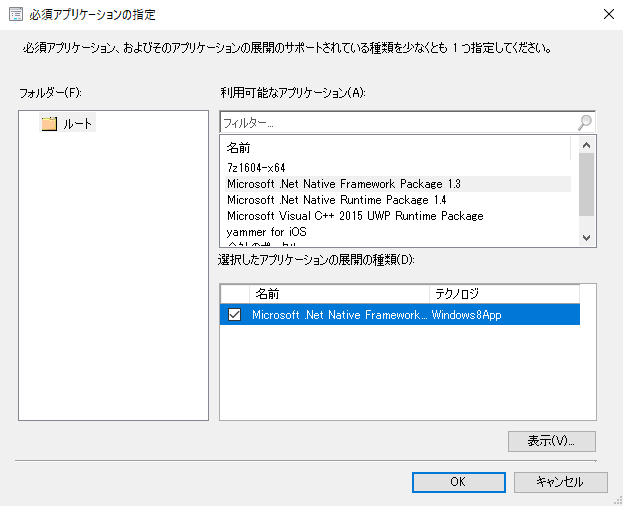 必須アプリケーションの指定
必須アプリケーション、およびそのアプリケーションの展開のサポートされている種類を少なくとも 1 つ指定してください。
フォルダー(F):
利用可能なアプリケーション(A):
ルート
フィルター...
名前
7z1604-x64
Microsoft .Net Native Framework Package 1.3
Microsoft .Net Native Runtime Package 1.4
Microsoft Visual C++ 2015 UWP Runtime Package
yammer for iOS
選択したアプリケーションの展開の種類(D):
名前 テクノロジ
Microsoft .Net Native Framework... Windows8App
表示(V)...
OK キャンセル